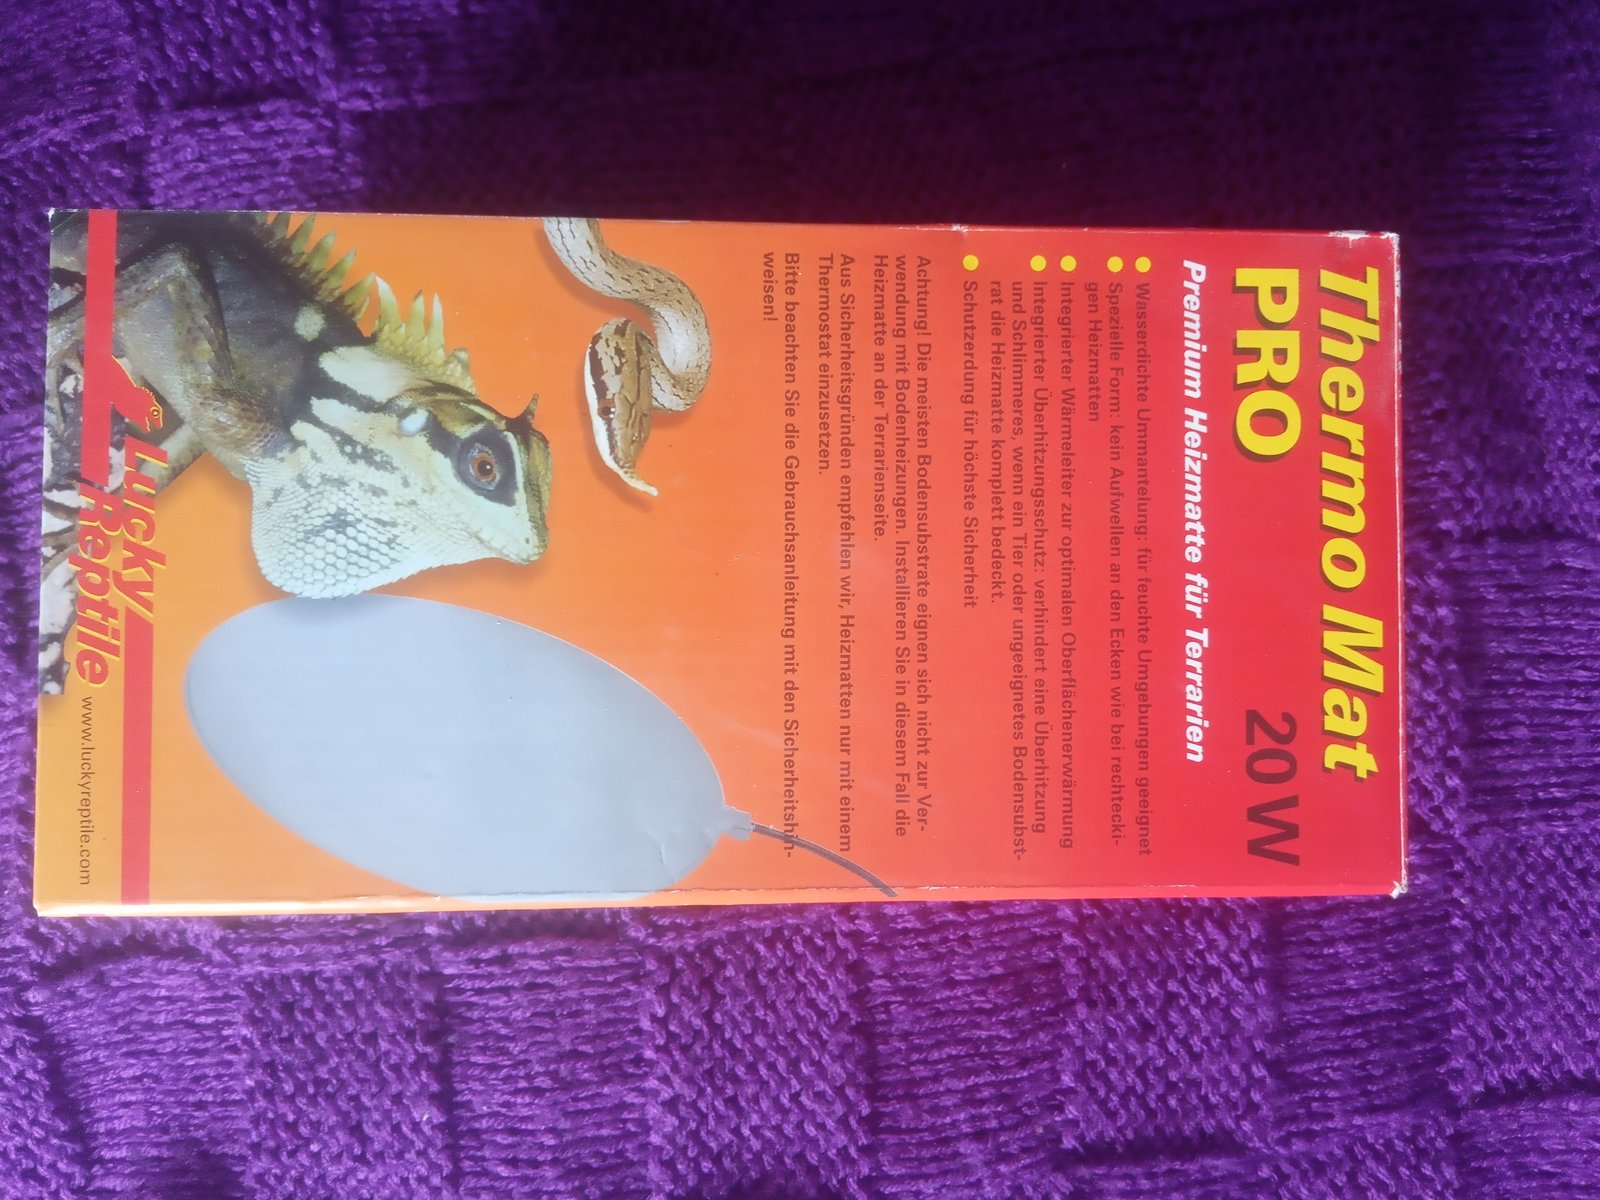 Thermo Mat
PRO 20 W
Premium Heizmatte für Terrarien
Wasserdichte Ummantelung: für feuchte Umgebungen geeignet
Spezielle Form: kein Aufwellen an den Ecken wie bei rechtecki-
gen Heizmatten
Integrierter Wärmeleiter zur optimalen Oberflächenerwärmung
Integrierter Überhitzungsschutz: verhindert eine Überhitzung
und Schlimmeres, wenn ein Tier oder ungeeignetes Bodensubst-
rat die Heizmatte komplett bedeckt.
Schutzerdung für höchste Sicherheit
Achtung! Die meisten Bodensubstrate eignen sich nicht zur Ver-
wendung mit Bodenheizungen. Installieren Sie in diesem Fall die
Heizmatte an der Terrarienseite.
Aus Sicherheitsgründen empfehlen wir, Heizmatten nur mit einem
Thermostat einzusetzen.
Bitte beachten Sie die Gebrauchsanleitung mit den Sicherheitshin-
weisen!
Lucky
Reptile
www.luckyreptile.com